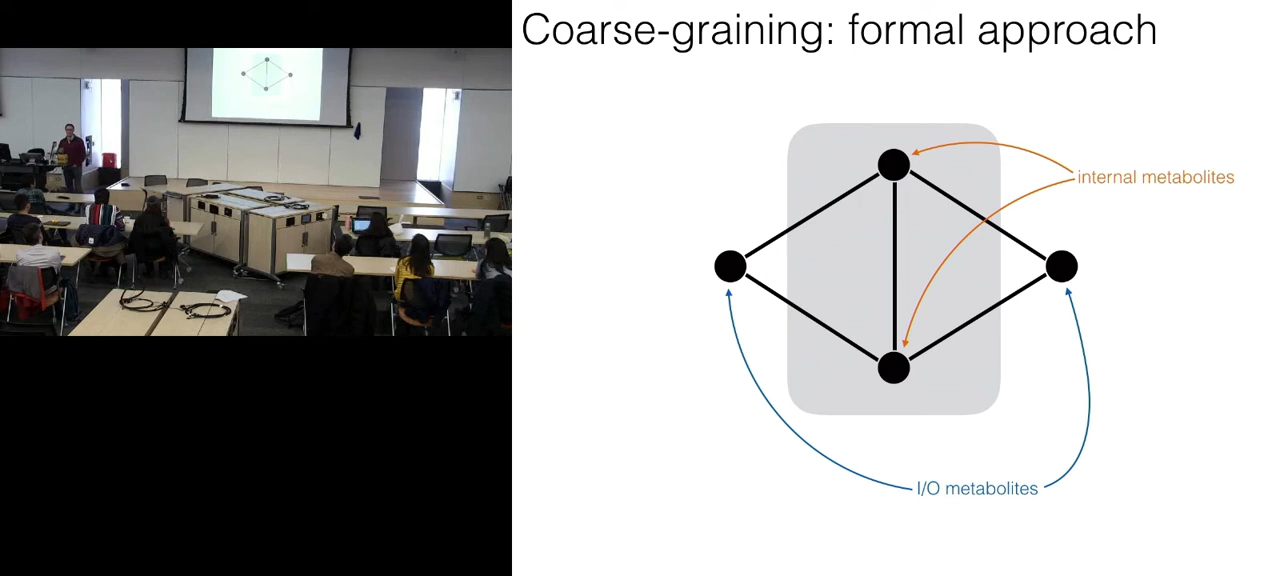 Coarse-graining: formal approach
internal metabolites
I/O metabolites